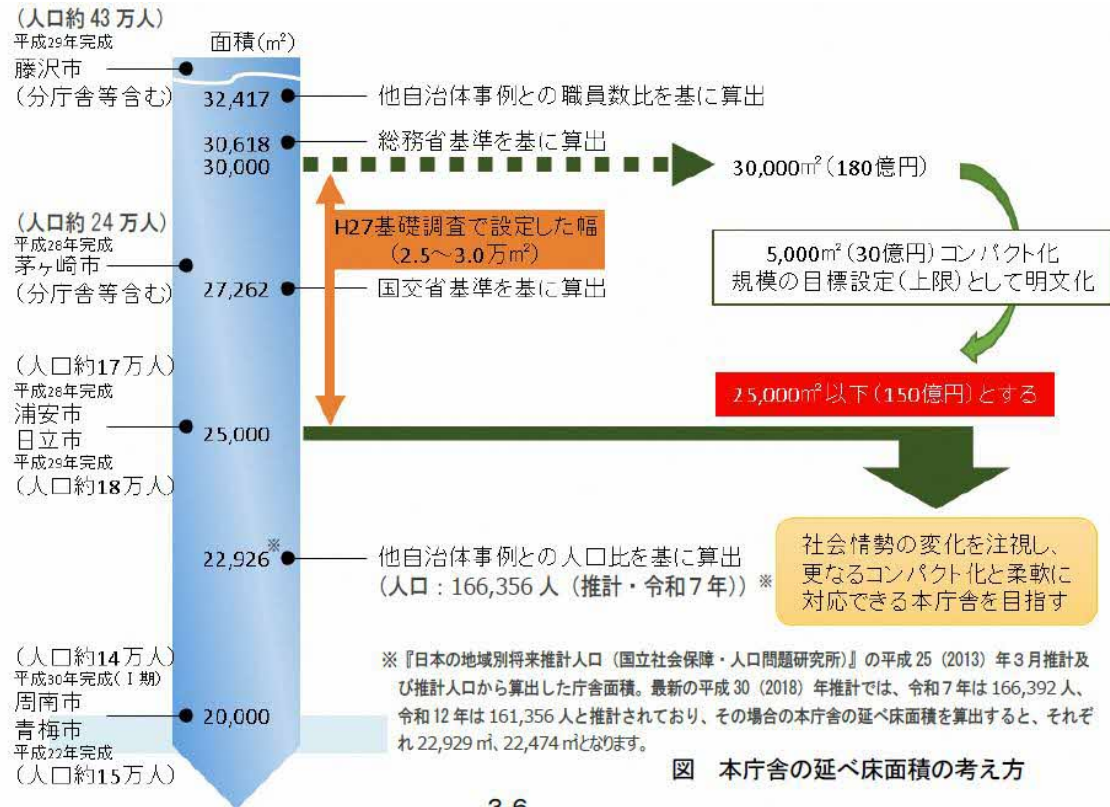 (人口約 43 万人)
平成29年完成
藤沢市
(分庁舎等含む)
面積(㎡)
32,417
他自治体事例との職員数比を基に算出
30,618
総務省基準を基に算出
30,000
30,000㎡(180億円)
H27基礎調査で設定した幅
(2.5～3.0万㎡)
5,000㎡(30億円)コンパクト化
規模の目標設定(上限)として明文化
(人口約 24 万人)
平成28年完成
茅ヶ崎市
(分庁舎等含む)
27,262
国交省基準を基に算出
25,000㎡以下(150億円)とする
(人口約17万人)
平成28年完成
浦安市
日立市
平成29年完成
(人口約18万人)
25,000
22,926※
他自治体事例との人口比を基に算出
(人口：166,356 人（推計・令和７年）)※
社会情勢の変化を注視し、
更なるコンパクト化と柔軟に
対応できる本庁舎を目指す
(人口約14万人)
平成30年完成(Ⅰ期)
周南市
青梅市
平成22年完成
(人口約15万人)
20,000
※『日本の地域別将来推計人口（国立社会保障・人口問題研究所）』の平成 25（2013）年３月推計及
び推計人口から算出した庁舎面積。最新の平成 30（2018）年推計では、令和７年は 166,392 人、
令和 12 年は 161,356 人と推計されており、その場合の本庁舎の延べ床面積を算出すると、それぞ
れ 22,929 ㎡、22,474 ㎡となります。
図　本庁舎の延べ床面積の考え方